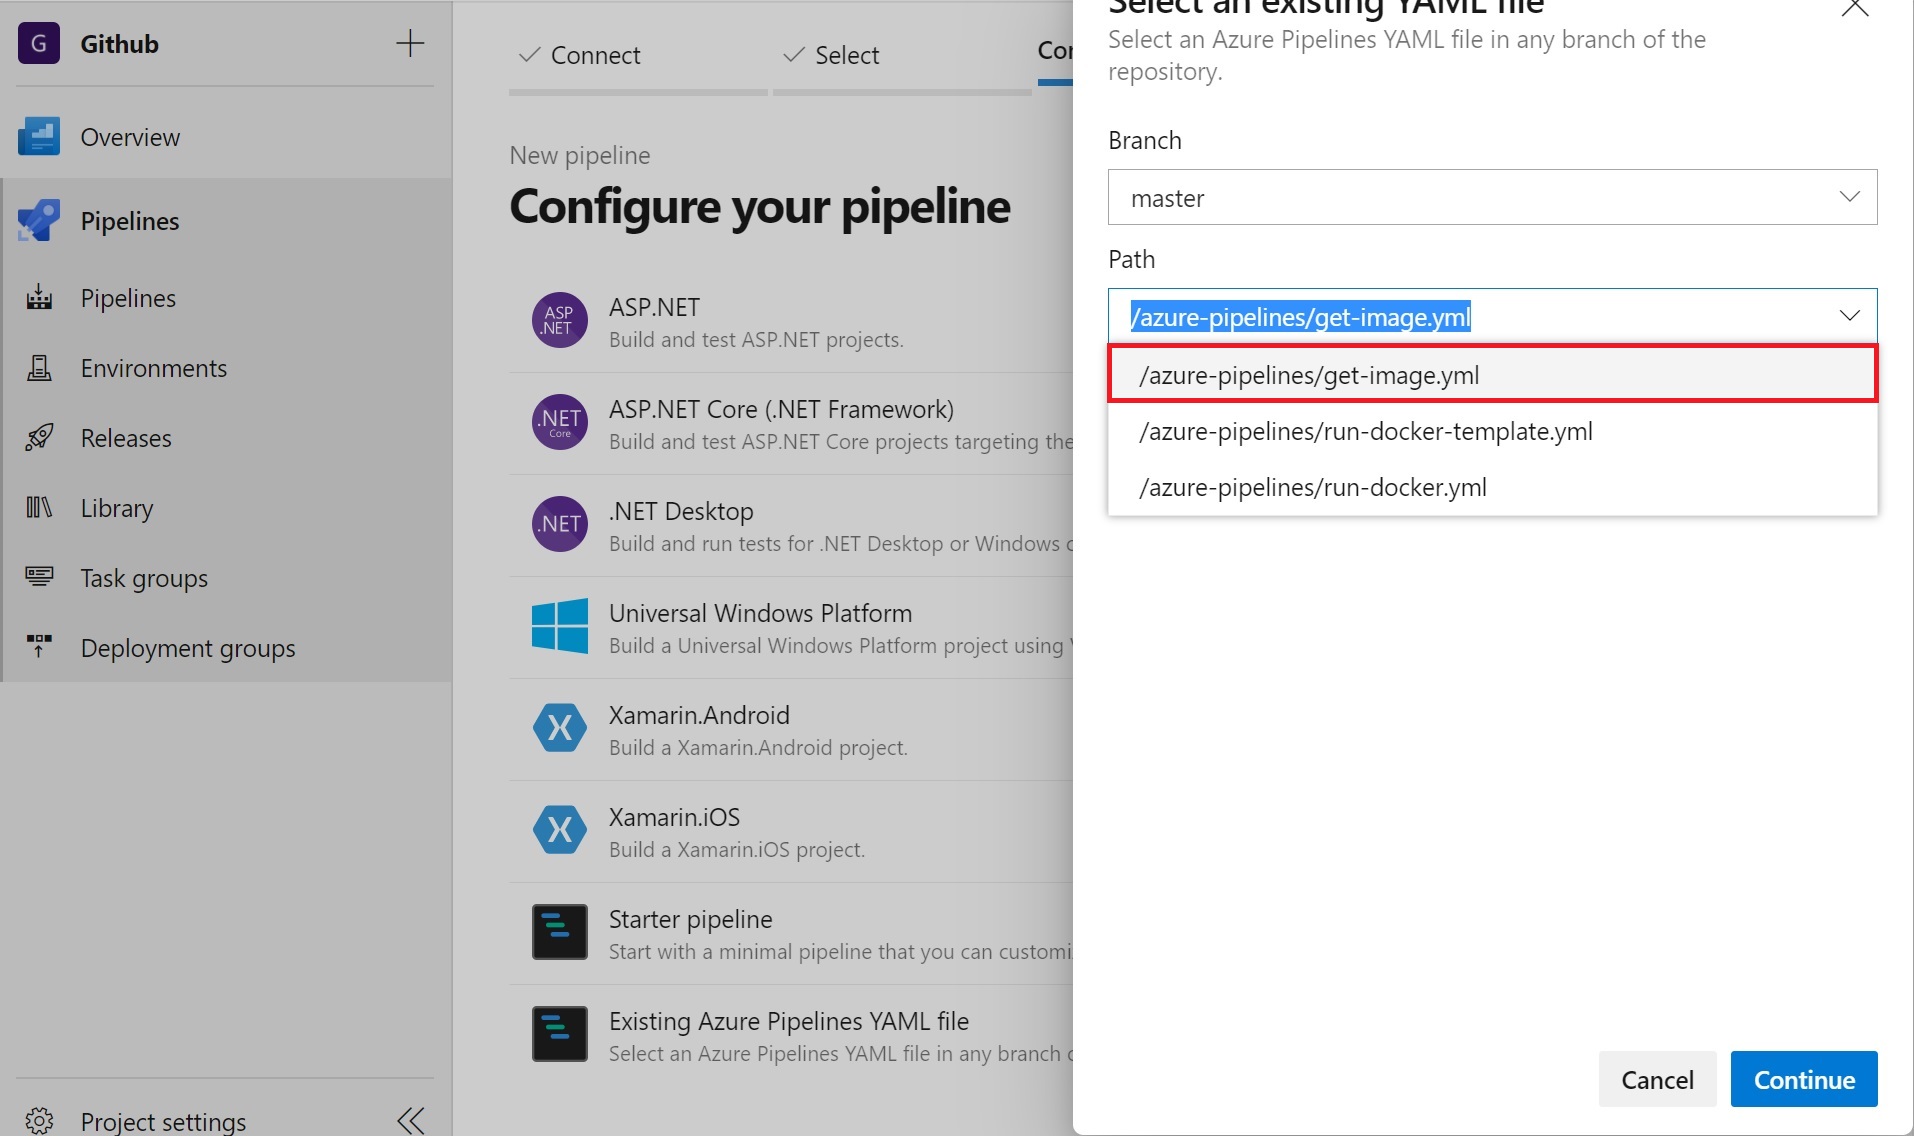 G
Github
Overview
Pipelines
Pipelines
Environments
Releases
Library
Task groups
Deployment groups
Project settings
Connect
Select
New pipeline
Configure your pipeline
ASP
.NET
ASP.NET
Build and test ASP.NET projects.
.NET
Core
ASP.NET Core (.NET Framework)
Build and test ASP.NET Core projects targeting the
.NET
.NET Desktop
Build and run tests for .NET Desktop or Windows
Universal Windows Platform
Build a Universal Windows Platform project using
Xamarin.Android
Build a Xamarin.Android project.
Xamarin.iOS
Build a Xamarin.iOS project.
Starter pipeline
Start with a minimal pipeline that you can customi
Existing Azure Pipelines YAML file
Select an Azure Pipelines YAML file in any branch
Select an existing YAML file
Select an Azure Pipelines YAML file in any branch of the
repository.
Branch
master
Path
/azure-pipelines/get-image.yml
/azure-pipelines/get-image.yml
/azure-pipelines/run-docker-template.yml
/azure-pipelines/run-docker.yml
Cancel
Continue